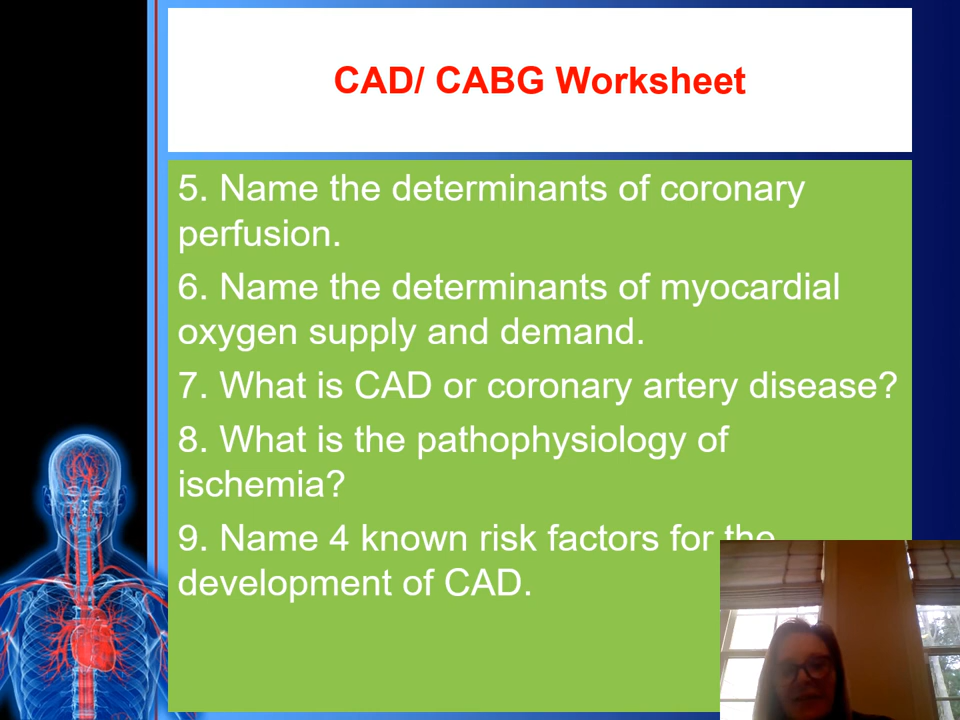 CAD/ CABG Worksheet
5. Name the determinants of coronary
perfusion.
6. Name the determinants of myocardial
oxygen supply and demand.
7. What is CAD or coronary artery disease?
8. What is the pathophysiology of
ischemia?
9. Name 4 known risk factors for the
development of CAD.